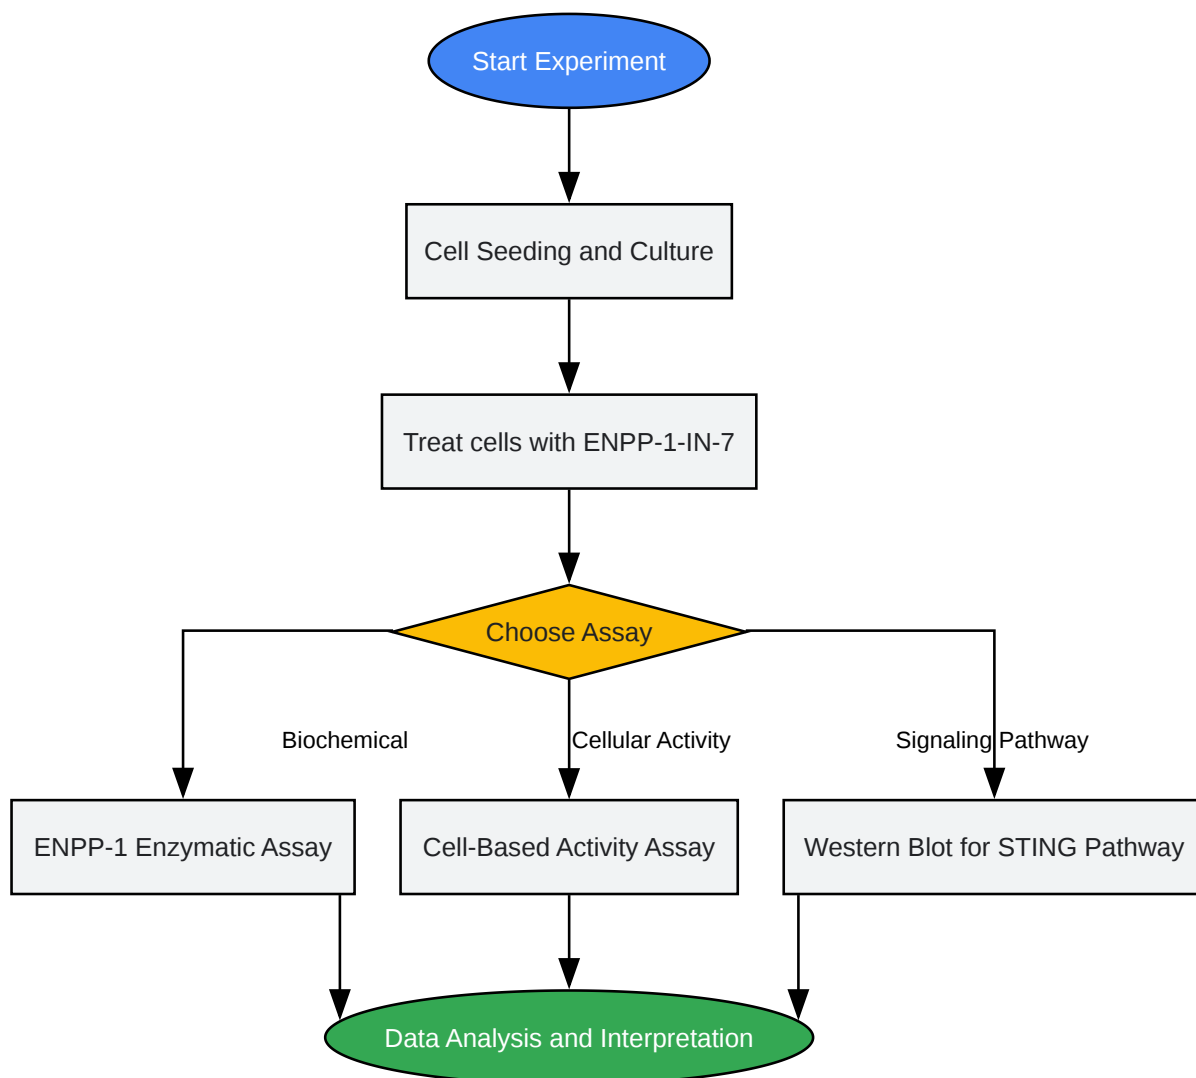 Start Experiment
Cell Seeding and Culture
Treat cells with ENPP-1-IN-7
Choose Assay
Biochemical
Cellular Activity
Signaling Pathway
ENPP-1 Enzymatic Assay
Cell-Based Activity Assay
Western Blot for STING Pathway
Data Analysis and Interpretation